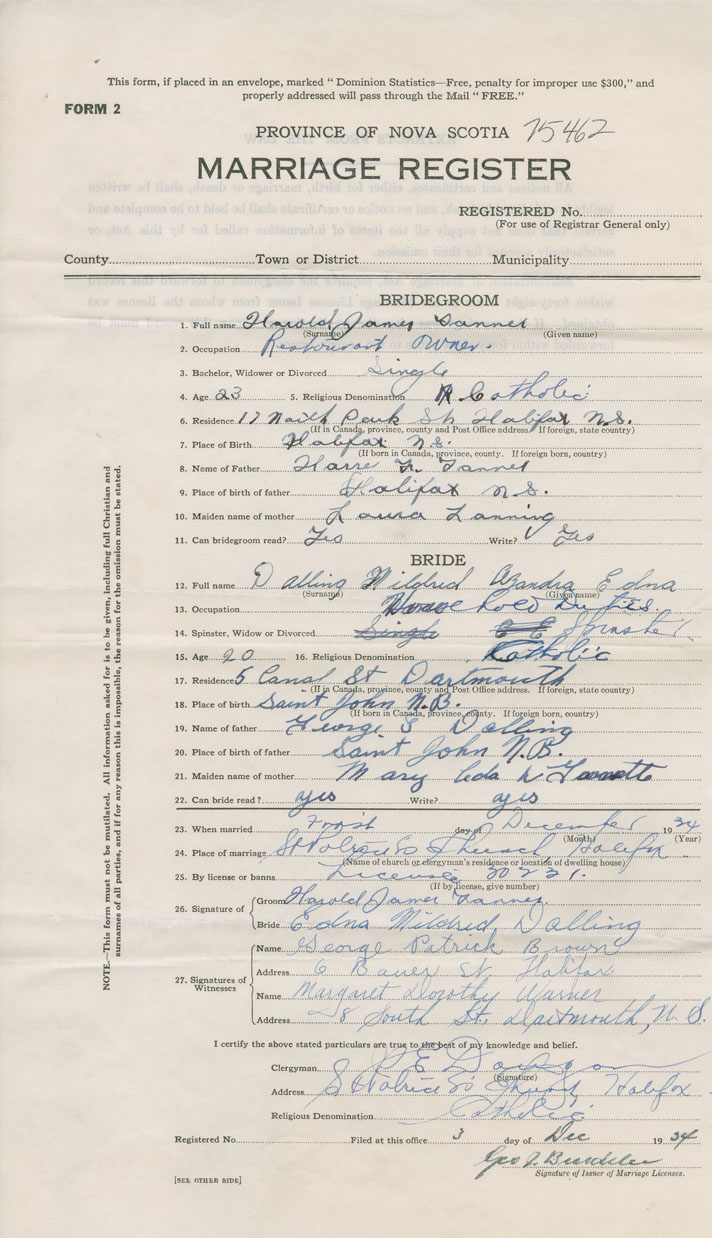 This form, if placed in an envelope, marked “ Dominion Statistics—Free, penalty for improper use $300,” and
properly addressed will pass through the Mail “ FREE.”
FORM 2
PROVINCE OF NOVA SCOTIA 75462
MARRIAGE REGISTER
REGISTERED No.
(For use of Registrar General only)
County Town or District Municipality
BRIDEGROOM
1. Full name Harold James
(Surname) (Given name)
2. Occupation Restaurant Owner.
3. Bachelor, Widower or Divorced Single
4. Age 23 5. Religious Denomination R Catholic
6. Residence 17 North Park St. Halifax N.S.
(If in Canada, province, county and Post Office address. If foreign, state country)
7. Place of Birth Halifax N.S.
(If born in Canada, province, county. If foreign born, country)
8. Name of Father
9. Place of birth of father Halifax N.S.
10. Maiden name of mother Laura Lanning
11. Can bridegroom read? Yes Write? Yes
BRIDE
12. Full name Dalling Mildred Edna
(Surname) (Given name)
13. Occupation House hold Duties
14. Spinster, Widow or Divorced Single Spinster
15. Age 20 16. Religious Denomination Catholic
17. Residence 5 Canal St Dartmouth
(If in Canada, province, county and Post Office address. If foreign, state country)
18. Place of Birth Saint John N.B.
(If born in Canada, province, county. If foreign born, country)
19. Name of father George S Dalling
20. Place of birth of father Saint John N.B.
21. Maiden name of mother Mary
22. Can bride read? yes Write? yes
23. When married First day of December 1934
(Month) (Year)
24. Place of marriage Church, Halifax
(Name of church or clergyman's residence or location of dwelling house)
25. By license or banns License 30231.
(If by license, give number)
26. Signature of
Groom Harold James
Bride Edna Mildred Dalling
27. Signatures of Witnesses
Name George Patrick Brown
Address 6 Bauer St. Halifax
Name Margaret Dorothy Warner
Address 28 South St. Dartmouth, N.S.
I certify the above stated particulars are true to the best of my knowledge and belief.
Clergyman
(Signature)
Address Halifax
Religious Denomination Catholic
Registered No. Filed at this office 3 day of Dec 1934
Geo J.
Signature of Issuer of Marriage Licenses.
[SEE OTHER SIDE]
NOTE.—This form must not be mutilated. All information asked for is to be given, including full Christian and
surnames of all parties, and if for any reason this is impossible, the reason for the omission must be stated.